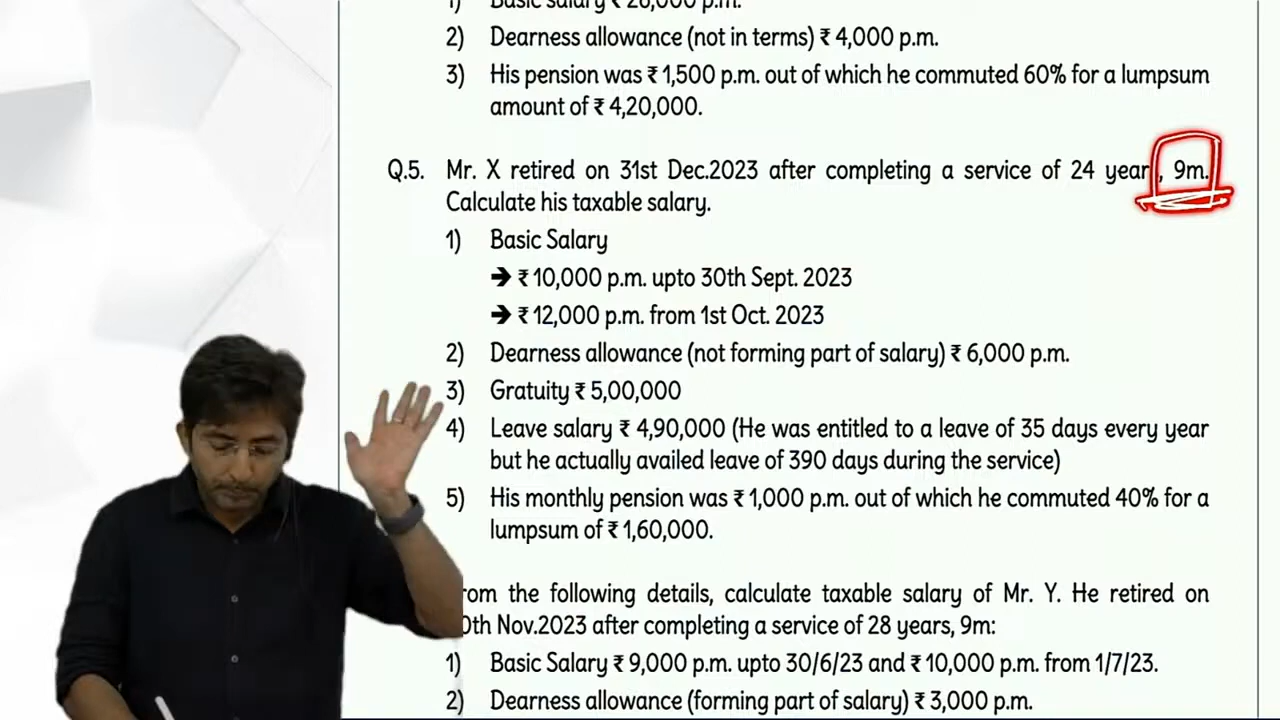 1) Basic salary ₹ 26,000 p.m.
2) Dearness allowance (not in terms) ₹ 4,000 p.m.
3) His pension was ₹ 1,500 p.m. out of which he commuted 60% for a lumpsum
amount of ₹ 4,20,000.
Q.5. Mr. X retired on 31st Dec.2023 after completing a service of 24 year, 9m.
Calculate his taxable salary.
1) Basic Salary
➔ ₹ 10,000 p.m. upto 30th Sept. 2023
➔ ₹ 12,000 p.m. from 1st Oct. 2023
2) Dearness allowance (not forming part of salary) ₹ 6,000 p.m.
3) Gratuity ₹ 5,00,000
4) Leave salary ₹ 4,90,000 (He was entitled to a leave of 35 days every year
but he actually availed leave of 390 days during the service)
5) His monthly pension was ₹ 1,000 p.m. out of which he commuted 40% for a
lumpsum of ₹ 1,60,000.
the following details, calculate taxable salary of Mr. Y. He retired on
Nov.2023 after completing a service of 28 years, 9m:
1) Basic Salary ₹ 9,000 p.m. upto 30/6/23 and ₹ 10,000 p.m. from 1/7/23.
2) Dearness allowance (forming part of salary) ₹ 3,000 p.m.